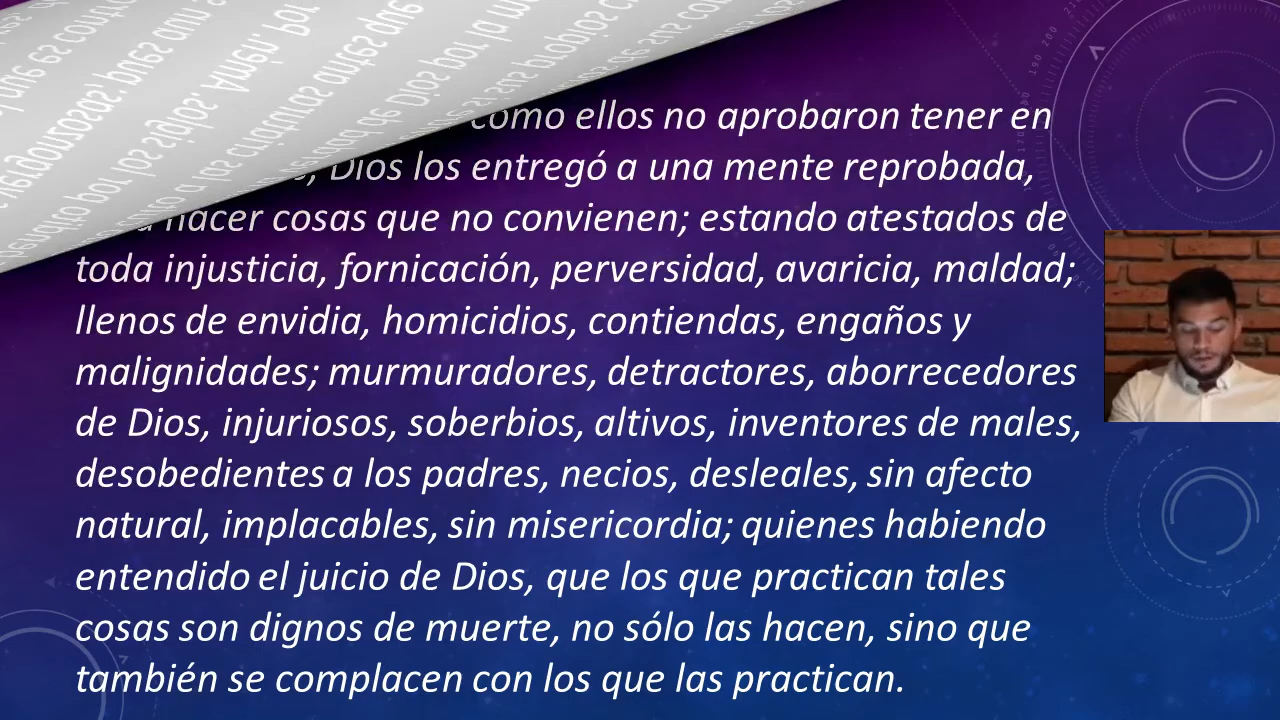 como ellos no aprobaron tener en
Dios los entregó a una mente reprobada,
hacer cosas que no convienen; estando atestados de
toda injusticia, fornicación, perversidad, avaricia, maldad;
llenos de envidia, homicidios, contiendas, engaños y
malignidades; murmuradores, detractores, aborrecedores
de Dios, injuriosos, soberbios, altivos, inventores de males,
desobedientes a los padres, necios, desleales, sin afecto
natural, implacables, sin misericordia; quienes habiendo
entendido el juicio de Dios, que los que practican tales
cosas son dignos de muerte, no sólo las hacen, sino que
también se complacen con los que las practican.